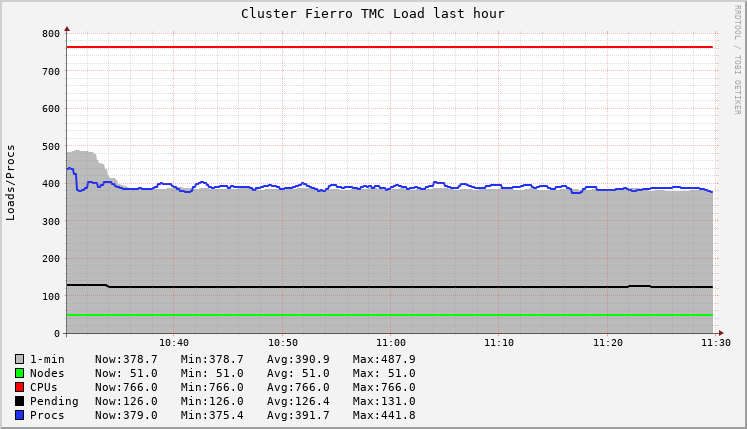 Cluster Fierro TMC Load last hour
RRDTOOL / TOBI OETIKER
Loads/Procs
800
700
600
500
400
300
200
100
0
10:40 10:50 11:00 11:10 11:20 11:30
1-min Now:378.7 Min:378.7 Avg:390.9 Max:487.9
Nodes Now: 51.0 Min: 51.0 Avg: 51.0 Max: 51.0
CPUs Now:766.0 Min:766.0 Avg:766.0 Max:766.0
Pending Now:126.0 Min:126.0 Avg:126.4 Max:131.0
Procs Now:379.0 Min:375.4 Avg:391.7 Max:441.8